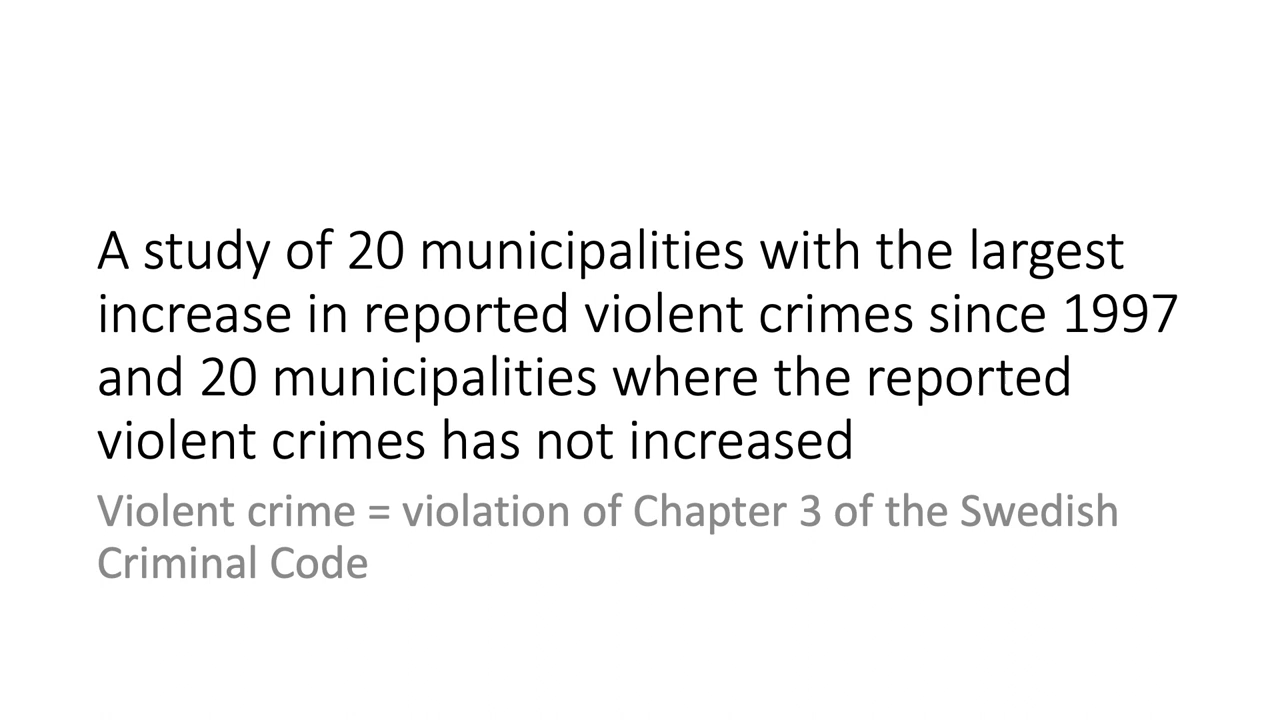 A study of 20 municipalities with the largest
increase in reported violent crimes since 1997
and 20 municipalities where the reported
violent crimes has not increased
Violent crime = violation of Chapter 3 of the Swedish
Criminal Code